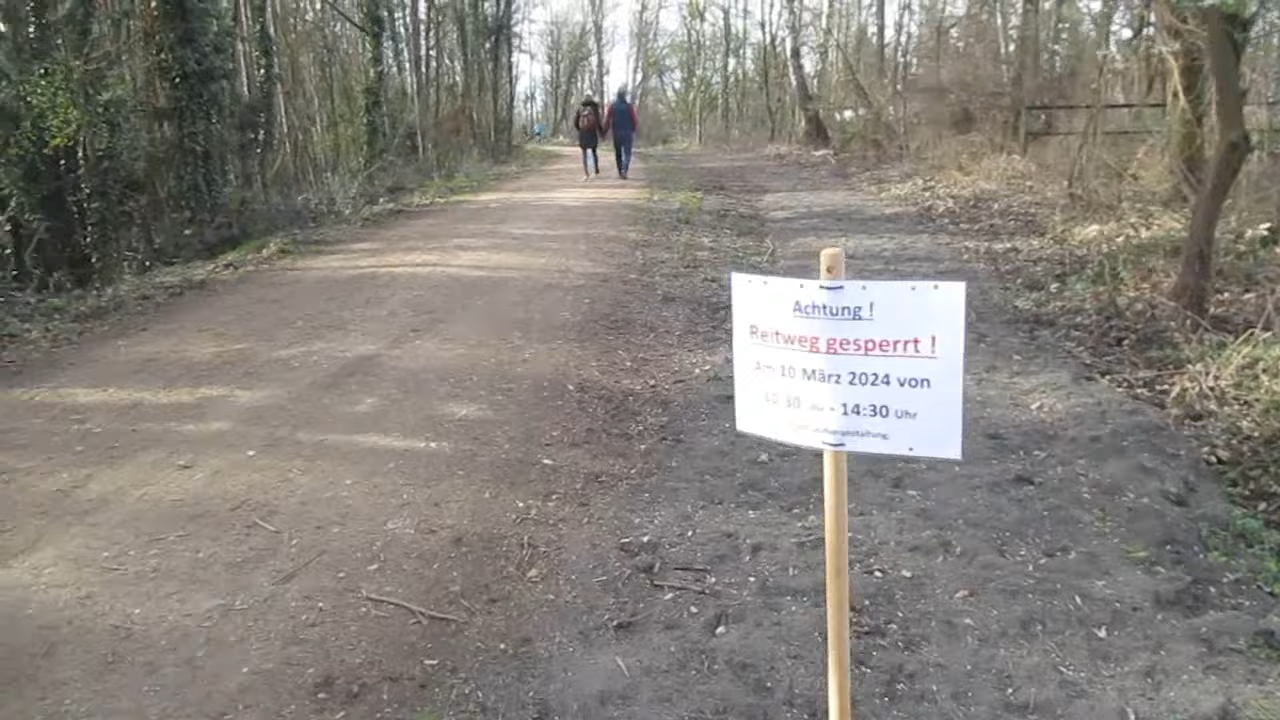 Achtung !
Reitweg gesperrt !
Am 10 März 2024 von
- 14:30 Uhr